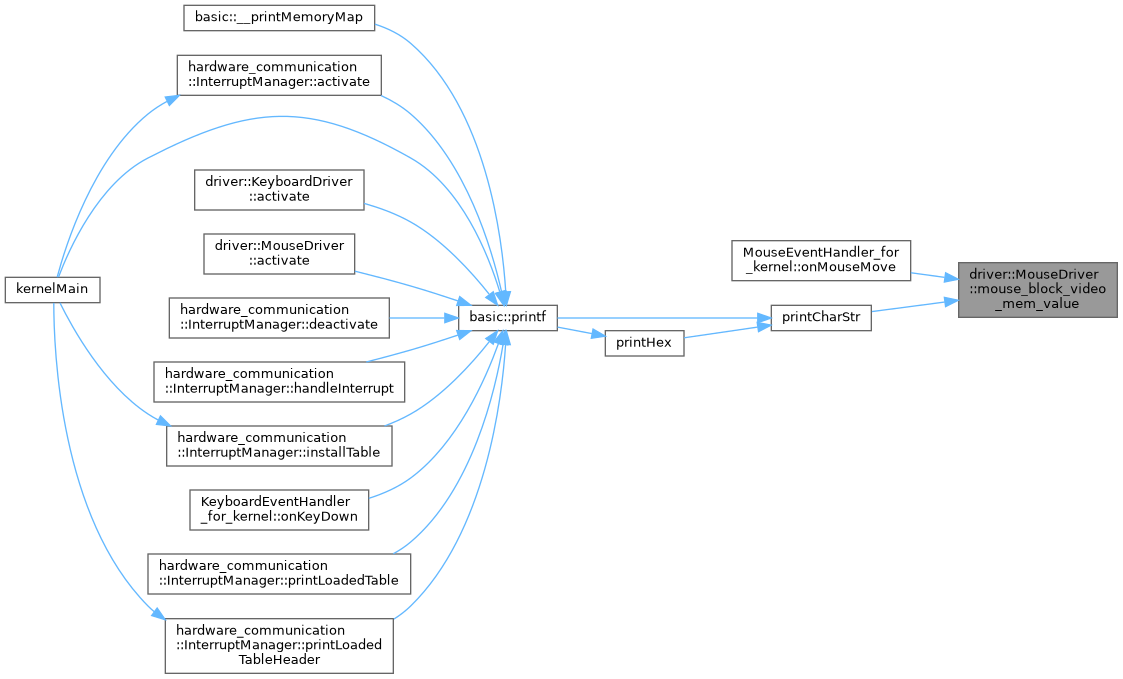 basic::__printMemoryMap
hardware_communication
::InterruptManager::activate
driver::KeyboardDriver
::activate
driver::MouseDriver
::activate
kernelMain
hardware_communication
::InterruptManager::deactivate
hardware_communication
::InterruptManager::handleInterrupt
hardware_communication
::InterruptManager::installTable
KeyboardEventHandler
_for_kernel::onKeyDown
hardware_communication
::InterruptManager::printLoadedTable
hardware_communication
::InterruptManager::printLoaded
TableHeader
basic::printf
printHex
MouseEventHandler_for
_kernel::onMouseMove
printCharStr
driver::MouseDriver
::mouse_block_video
_mem_value